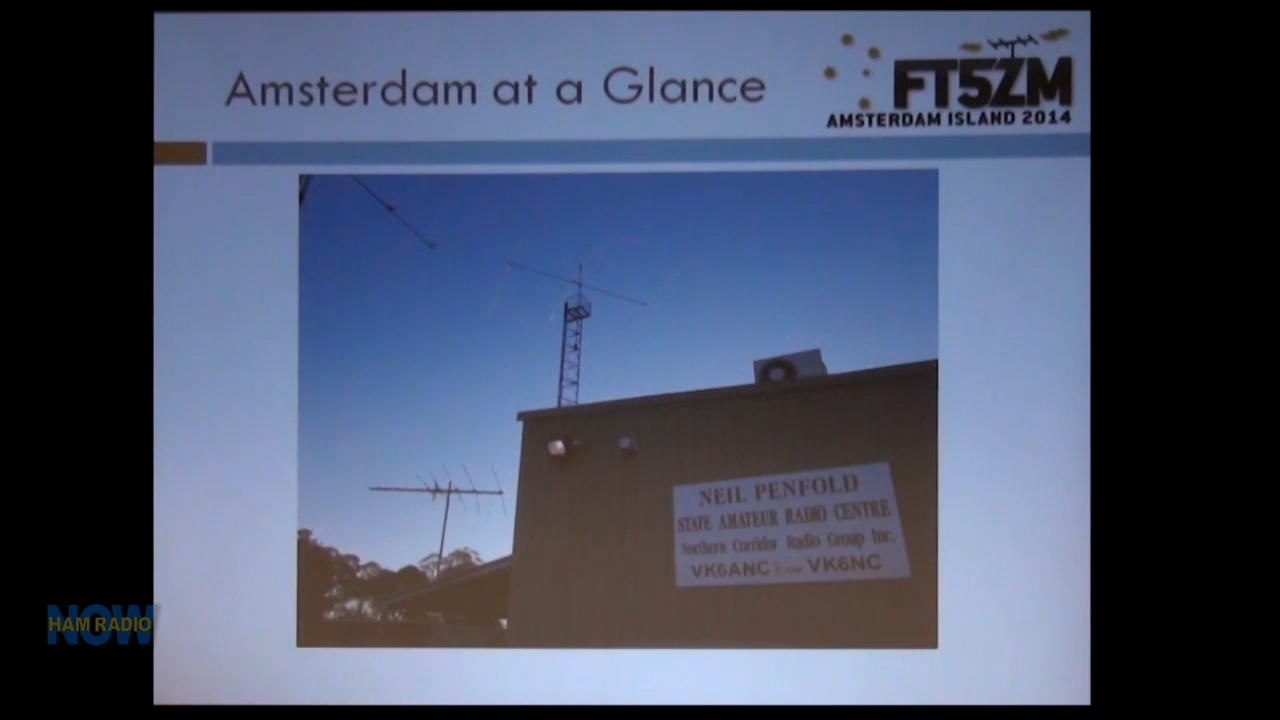 Amsterdam at a Glance
FT5ZM
AMSTERDAM ISLAND 2014
NEIL PENFOLD
STATE AMATEUR RADIO CENTRE
Northern Corridor Radio Group Inc.
VK6ANC VK6NC
NOW
HAM RADIO